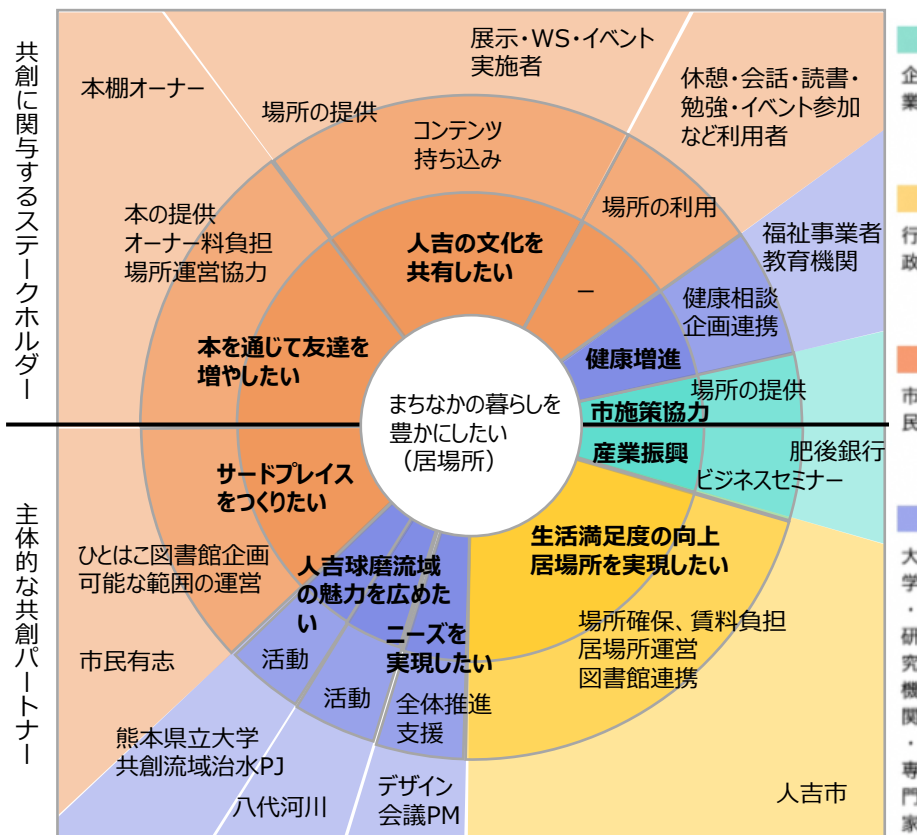 共創に関与するステークホルダー
本棚オーナー
展示・WS・イベント
実施者
休憩・会話・読書・
勉強・イベント参加
など利用者
場所の提供
コンテンツ
持ち込み
場所の利用
本の提供
オーナー料負担
場所運営協力
福祉事業者
教育機関
人吉の文化を
共有したい
－
健康相談
企画連携
本を通じて友達を
増やしたい
健康増進
場所の提供
市施策協力
まちなかの暮らしを
豊かにしたい
（居場所）
産業振興
肥後銀行
ビジネスセミナー
主体的な共創パートナー
サードプレイス
をつくりたい
生活満足度の向上
居場所を実現したい
ひとはこ図書館企画
可能な範囲の運営
人吉球磨流域
の魅力を広めた
い
ニーズを
実現したい
場所確保、賃料負担
居場所運営
図書館連携
市民有志
活動
活動
全体推進
支援
熊本県立大学
共創流域治水PJ
八代河川
デザイン
会議PM
人吉市
企
業
行
政
市
民
大
学
・
研
究
機
関
・
専
門
家